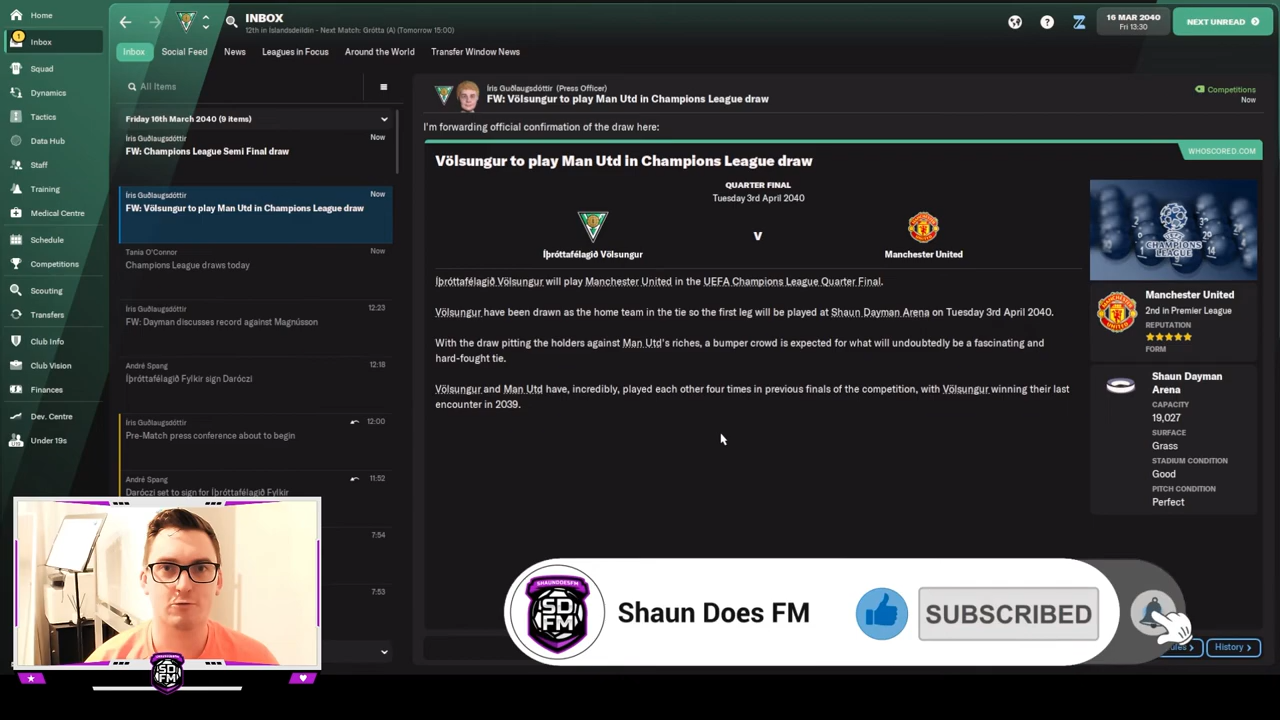 Home
Inbox
1
Squad
Dynamics
Tactics
Data Hub
Staff
Training
Medical Centre
Schedule
Competitions
Scouting
Transfers
Club Info
Club Vision
Finances
Dev. Centre
Under 19s
INBOX
12th in Íslandsdeildin - Next Match: Grótta (A) (Tomorrow 15:00)
16 MAR 2040
Fri 13:30
NEXT UNREAD
Inbox
Social Feed
News
Leagues in Focus
Around the World
Transfer Window News
All Items
Friday 16th March 2040 (9 items)
Íris Guðlaugsdóttir
Now
FW: Champions League Semi Final draw
Íris Guðlaugsdóttir
Now
FW: Völsungur to play Man Utd in Champions League draw
Tania O'Connor
Now
Champions League draws today
Íris Guðlaugsdóttir
12:23
FW: Dayman discusses record against Magnússon
André Spang
12:18
Íþróttafélagið Fylkir sign Daróczi
Íris Guðlaugsdóttir
12:00
Pre-Match press conference about to begin
André Spang
11:52
Daróczi set to sign for Íþróttafélagið Fylkir
7:54
7:53
Íris Guðlaugsdóttir (Press Officer)
FW: Völsungur to play Man Utd in Champions League draw
Competitions
Now
I'm forwarding official confirmation of the draw here:
Völsungur to play Man Utd in Champions League draw
WHOSCORED.COM
QUARTER FINAL
Tuesday 3rd April 2040
v
Íþróttafélagið Völsungur
Manchester United
Íþróttafélagið Völsungur will play Manchester United in the UEFA Champions League Quarter Final.
Völsungur have been drawn as the home team in the tie so the first leg will be played at Shaun Dayman Arena on Tuesday 3rd April 2040.
With the draw pitting the holders against Man Utd's riches, a bumper crowd is expected for what will undoubtedly be a fascinating and
hard-fought tie.
Völsungur and Man Utd have, incredibly, played each other four times in previous finals of the competition, with Völsungur winning their last
encounter in 2039.
CHAMPIONS
LEAGUE
Manchester United
2nd in Premier League
REPUTATION
FORM
Shaun Dayman
Arena
CAPACITY
19,027
SURFACE
Grass
STADIUM CONDITION
Good
PITCH CONDITION
Perfect
SHAUNDOESFM
SD
FM
Shaun Does FM
SUBSCRIBED
History
SD
FM